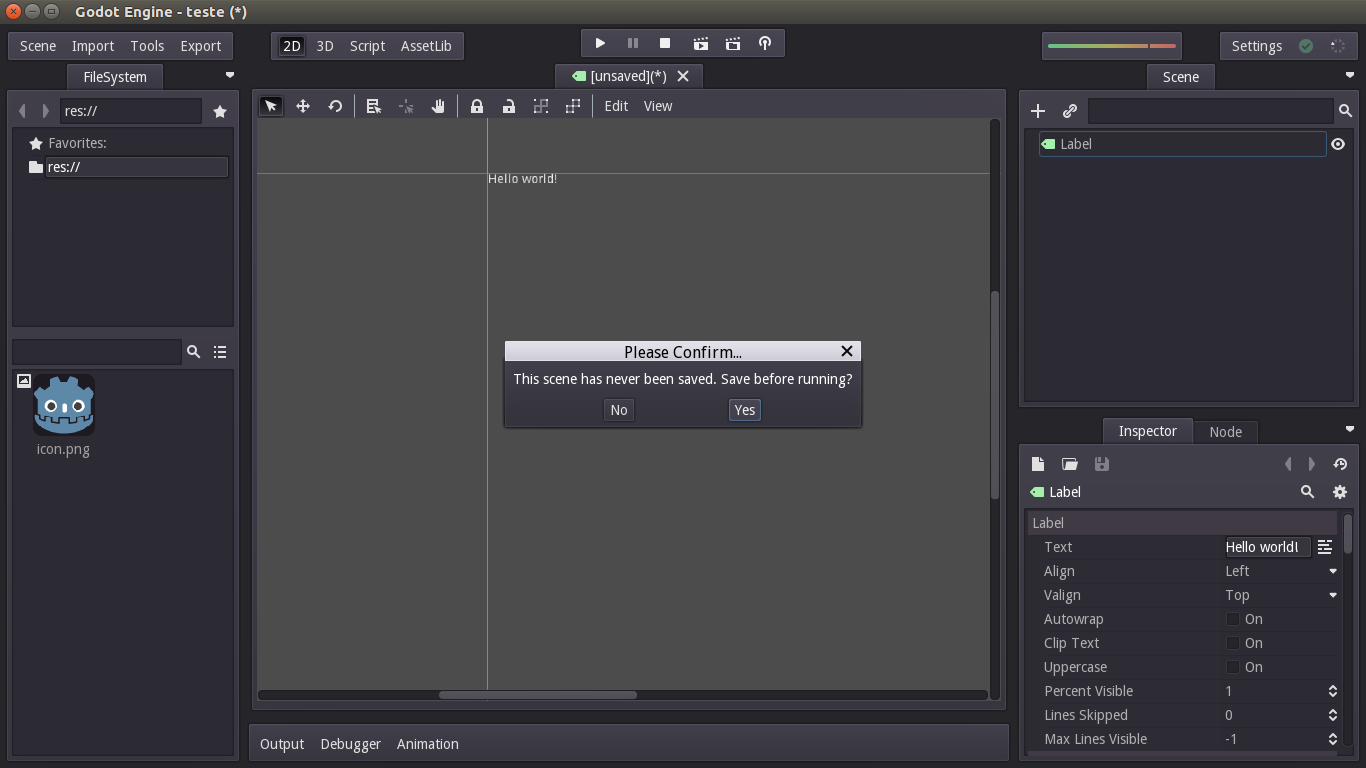 Godot Engine - teste (*)
Scene Import Tools Export
2D 3D Script AssetLib
Settings
FileSystem
res://
Favorites:
res://
icon.png
[unsaved](*)
Edit View
Hello world!
Please Confirm...
This scene has never been saved. Save before running?
No Yes
Output Debugger Animation
Scene
Label
Inspector Node
Label
Label
Text Hello world!
Align Left
Valign Top
Autowrap On
Clip Text On
Uppercase On
Percent Visible 1
Lines Skipped 0
Max Lines Visible -1